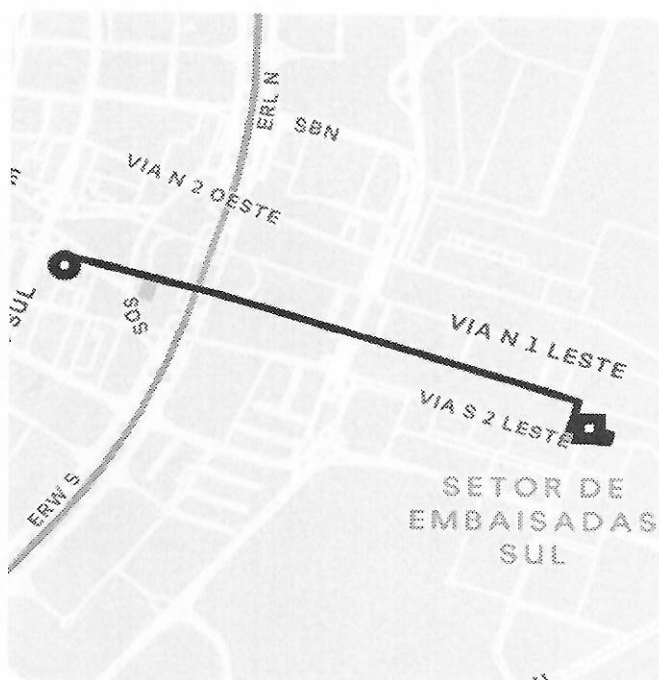 ERL N
SBN
VIA N 2 OESTE
SUL
SDS
VIA N 1 LESTE
VIA S 2 LESTE
SETOR DE
EMBAISADAS
SUL
ERW S